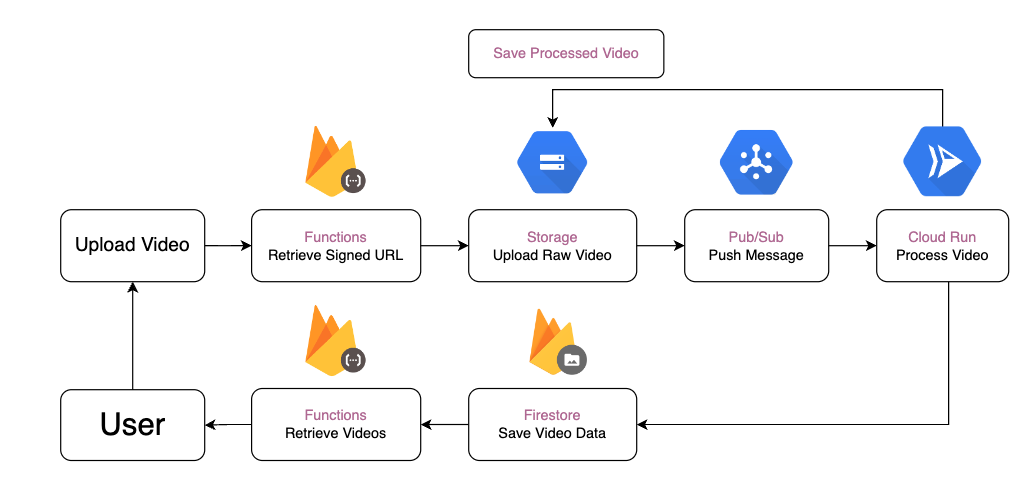 Save Processed Video
Upload Video
Functions
Retrieve Signed URL
Storage
Upload Raw Video
Pub/Sub
Push Message
Cloud Run
Process Video
User
Functions
Retrieve Videos
Firestore
Save Video Data